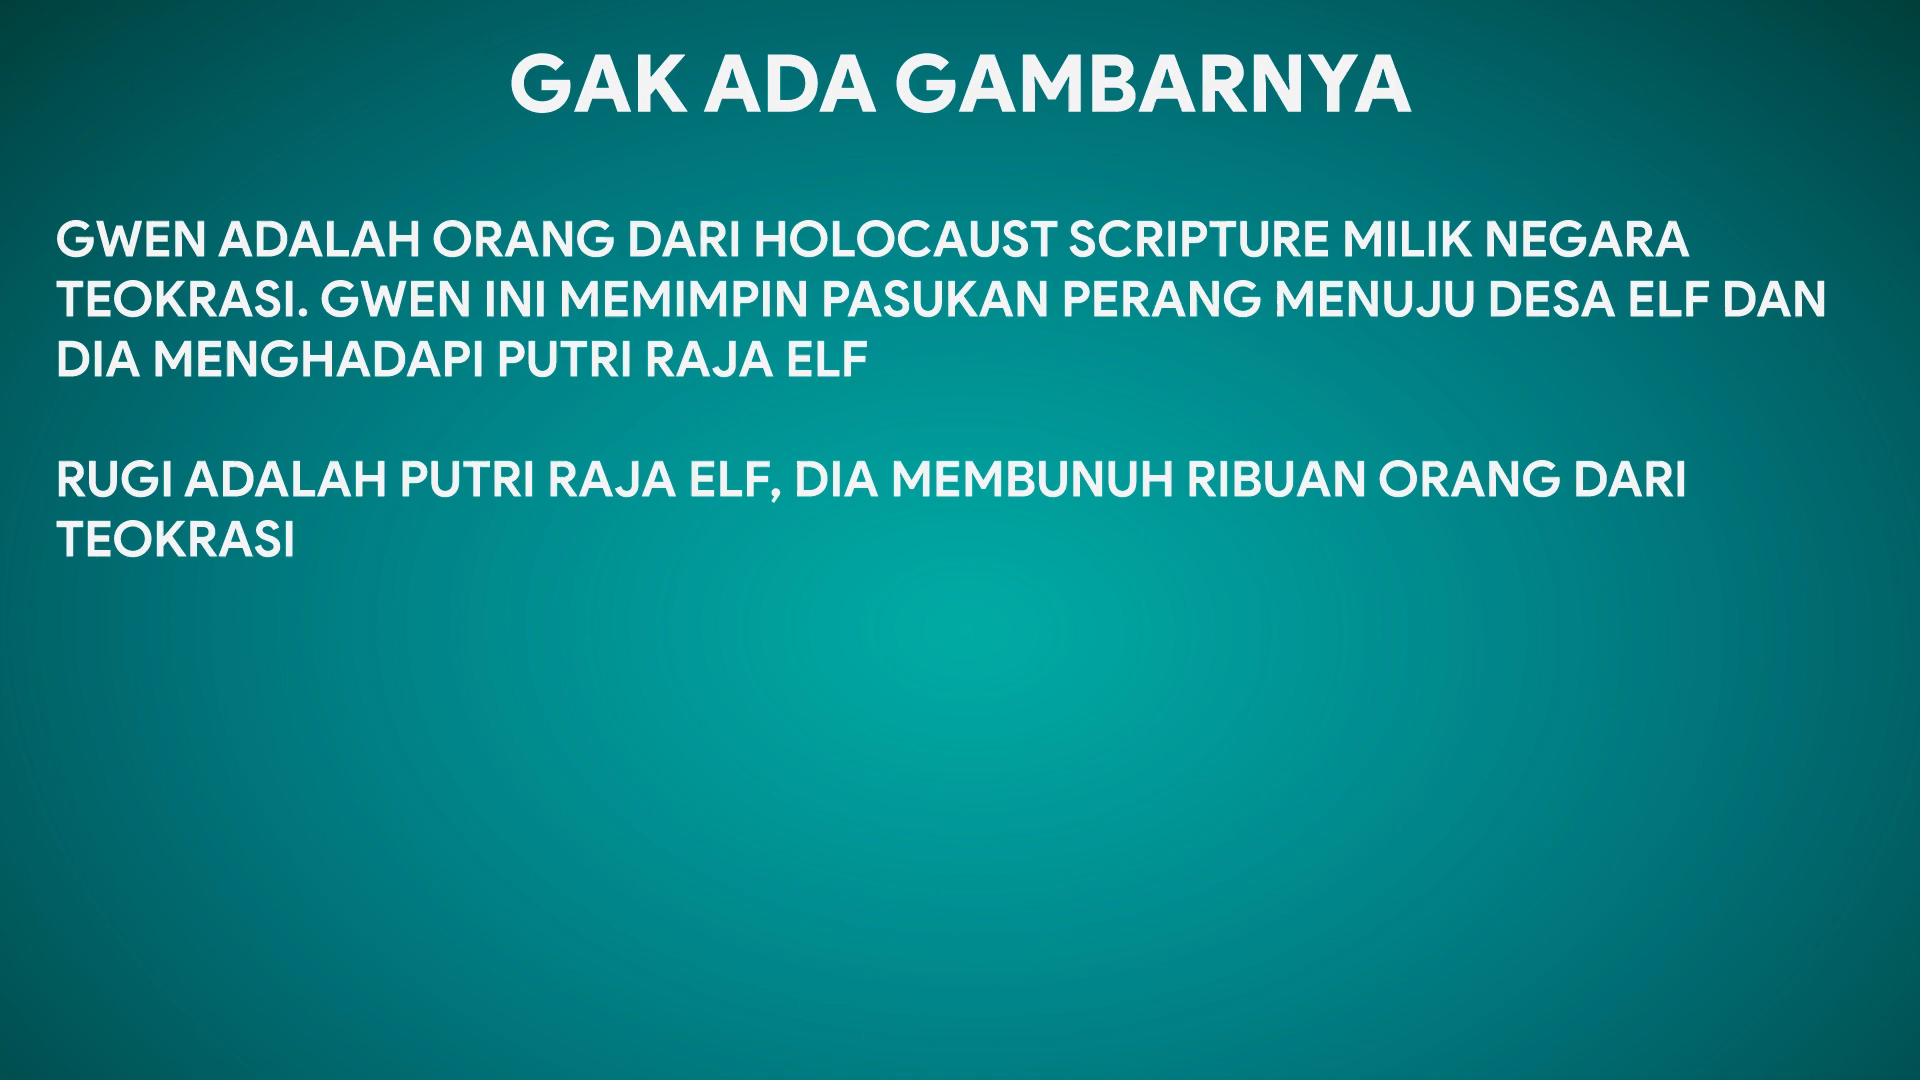 GAK ADA GAMBARNYA
GWEN ADALAH ORANG DARI HOLOCAUST SCRIPTURE MILIK NEGARA
TEOKRASI. GWEN INI MEMIMPIN PASUKAN PERANG MENUJU DESA ELF DAN
DIA MENGHADAPI PUTRI RAJA ELF
RUGI ADALAH PUTRI RAJA ELF, DIA MEMBUNUH RIBUAN ORANG DARI
TEOKRASI